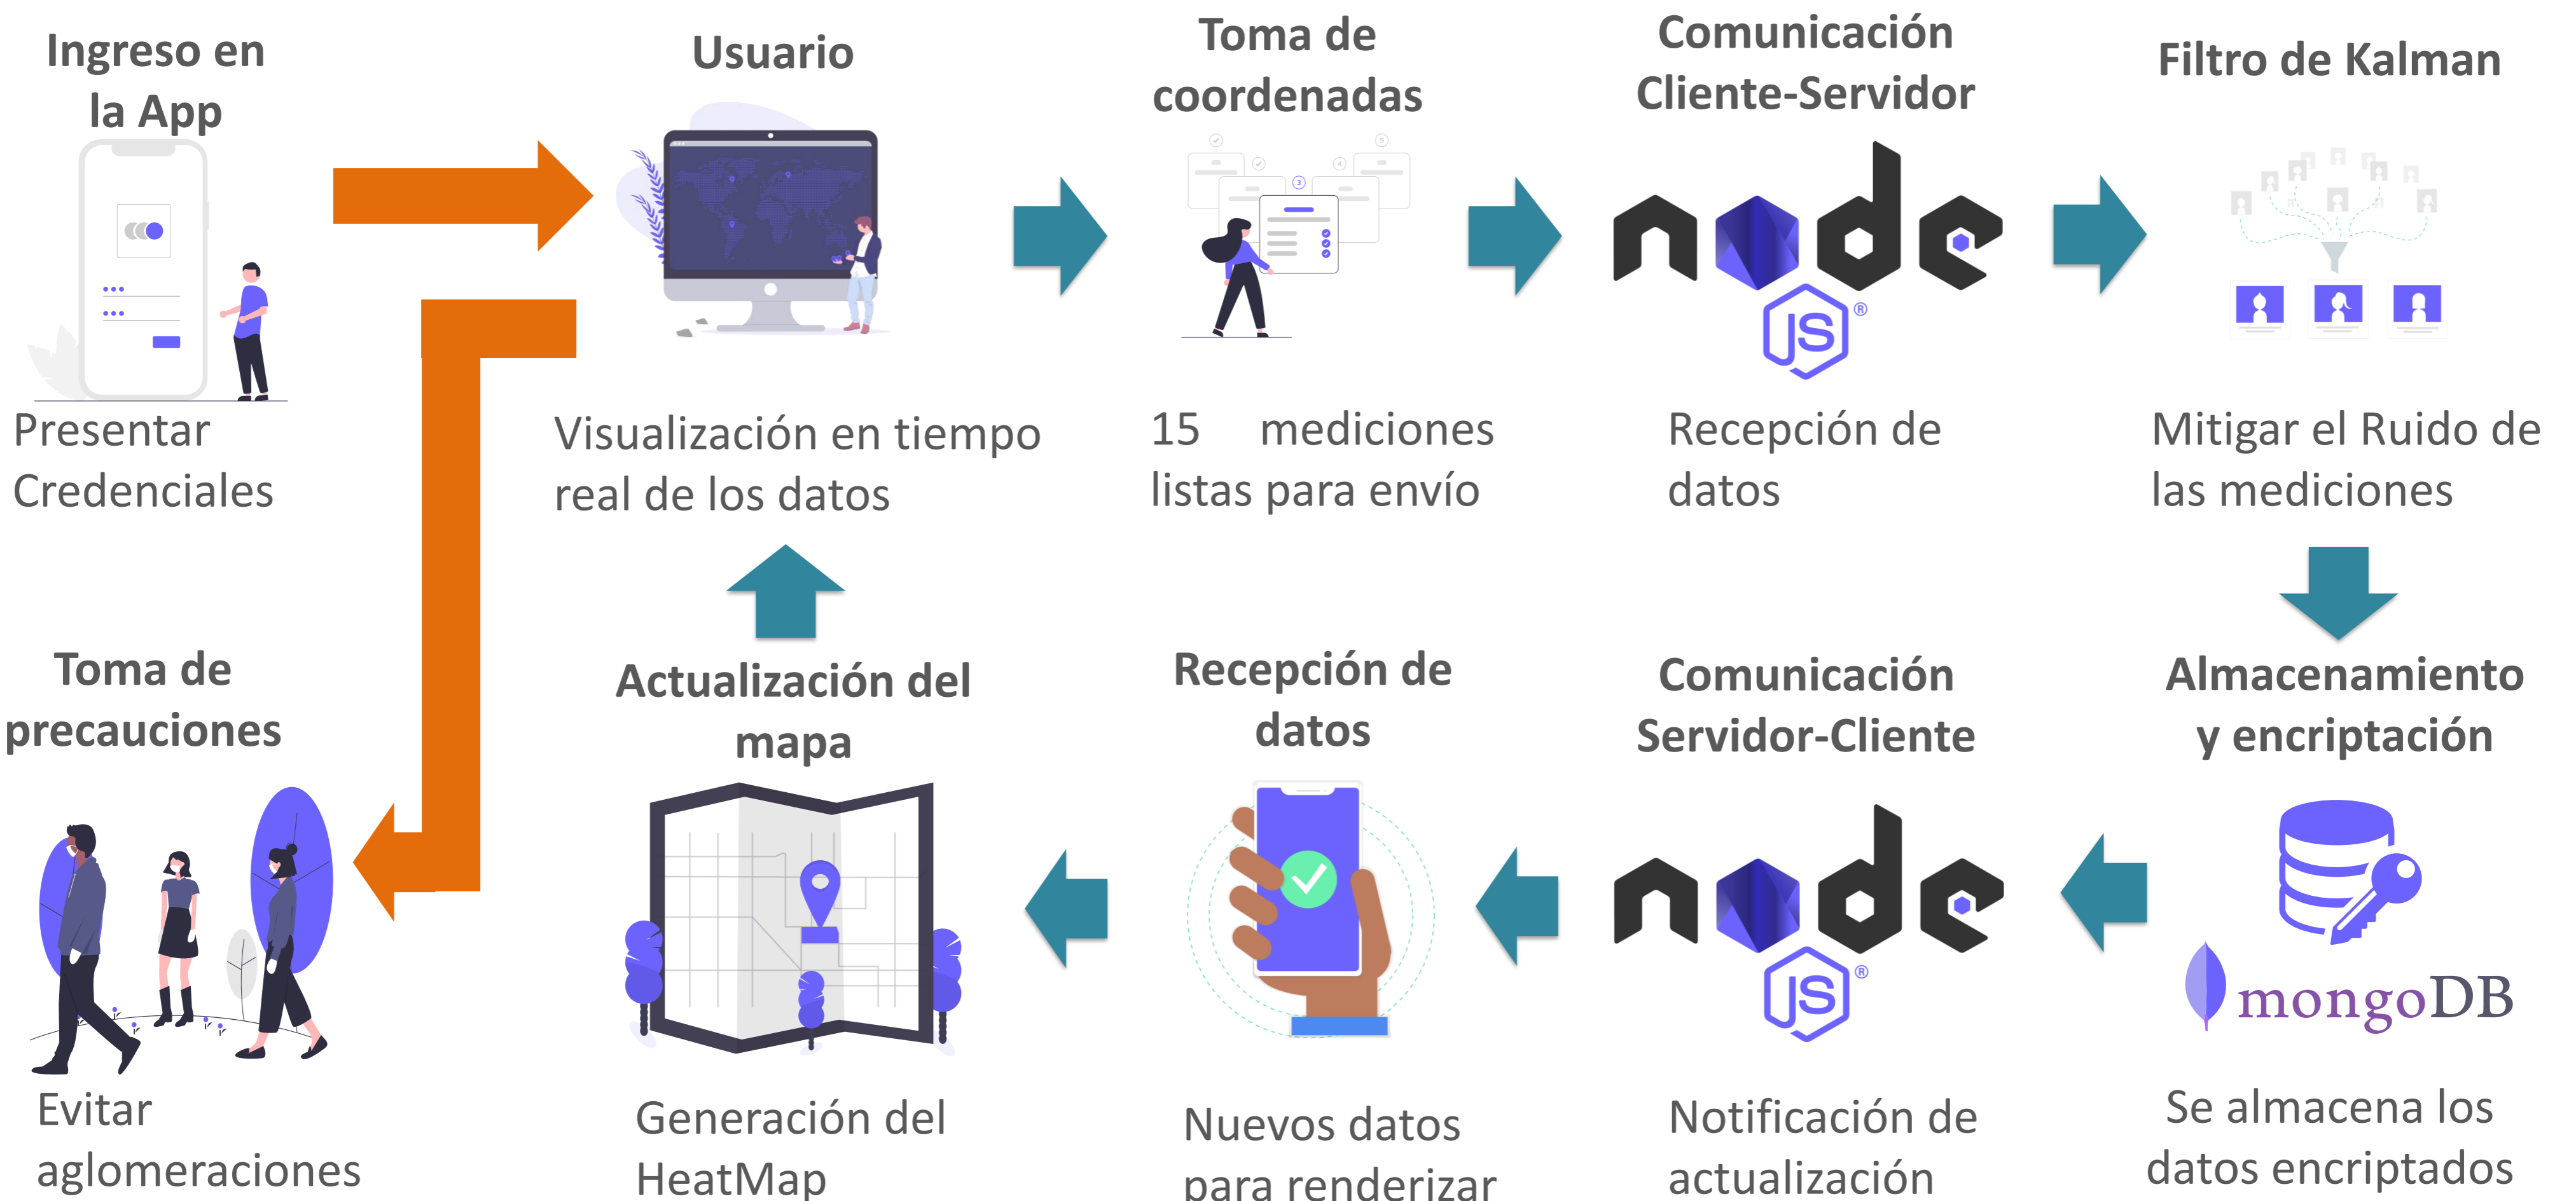 Ingreso en
la App
Presentar
Credenciales
Usuario
Visualización en tiempo
real de los datos
Toma de
coordenadas
✓
✓
3
4
5
15 mediciones
listas para envío
Comunicación
Cliente-Servidor
node
JS®
Recepción de
datos
Filtro de Kalman
Mitigar el Ruido de
las mediciones
Toma de
precauciones
Evitar
aglomeraciones
Actualización del
mapa
Generación del
HeatMap
Recepción de
datos
Nuevos datos
para renderizar
Comunicación
Servidor-Cliente
node
JS®
Notificación de
actualización
Almacenamiento
y encriptación
mongoDB
Se almacena los
datos encriptados